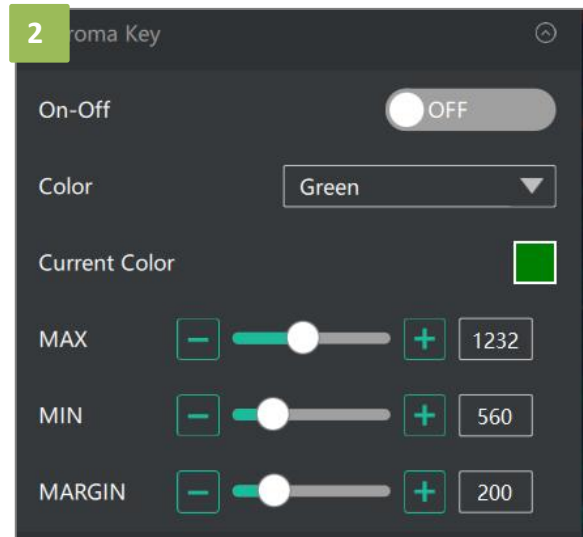 2 roma Key
On-Off OFF
Color Green
Current Color
MAX 1232
MIN 560
MARGIN 200